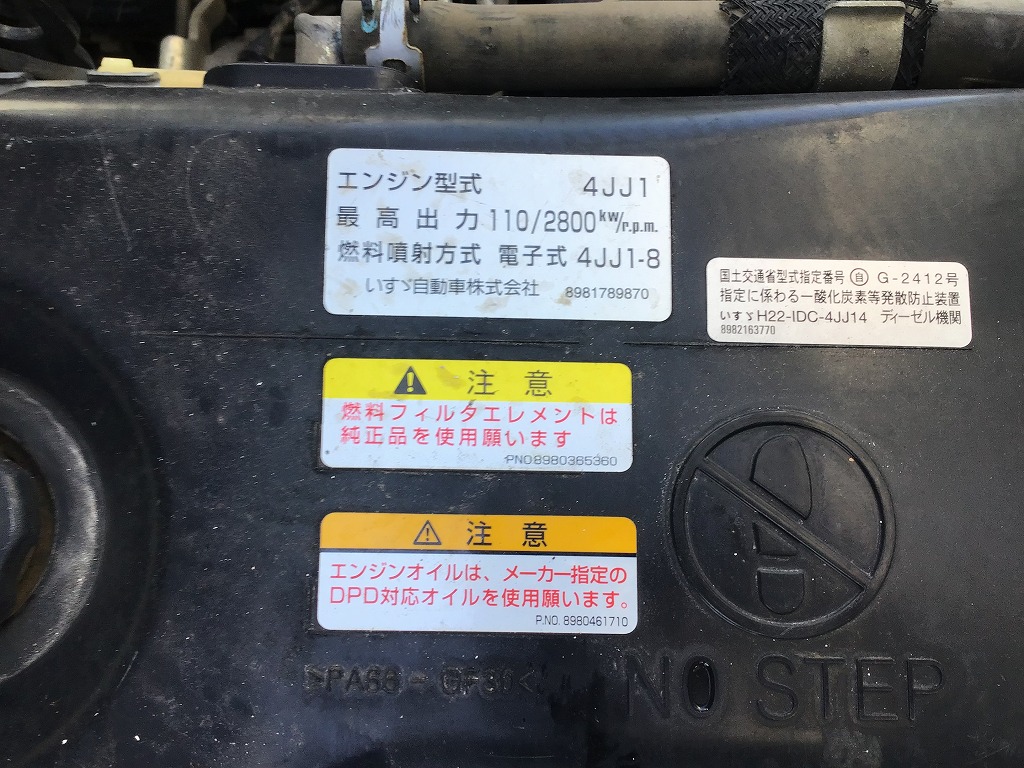 エンジン型式 4JJ1
最高出力 110/2800kW/r.p.m.
燃料噴射方式 電子式 4JJ1-8
いすゞ自動車株式会社 8981789870
国土交通省型式指定番号 自 G-2412号
指定に係わる一酸化炭素等発散防止装置
いすゞH22-IDC-4JJ14 ディーゼル機関
8982163770
注意
燃料フィルタエレメントは
純正品を使用願います
PNO.8980365360
注意
エンジンオイルは、メーカー指定の
DPD対応オイルを使用願います。
P.NO. 8980461710
>PA66-GF30<
NO STEP